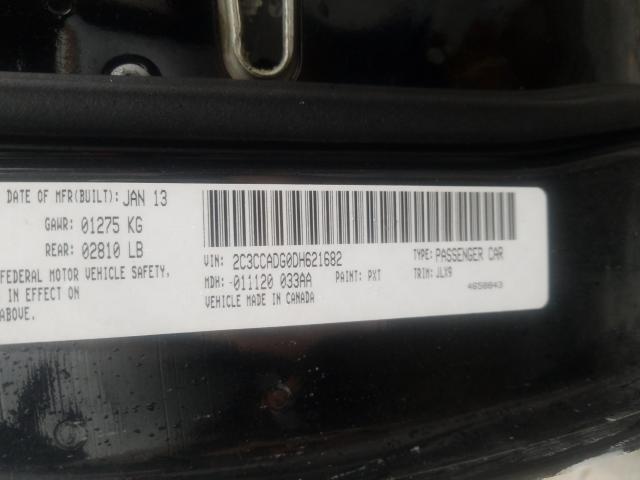 DATE OF MFR(BUILT): JAN 13
GAWR: 01275 KG
REAR: 02810 LB
FEDERAL MOTOR VEHICLE SAFETY,
IN EFFECT ON
ABOVE.
VIN: 2C3CCADG0DH621682 TYPE: PASSENGER CAR
MDH: -011120 033AA PAINT: PXT TRIM: JLX9
VEHICLE MADE IN CANADA 4658843